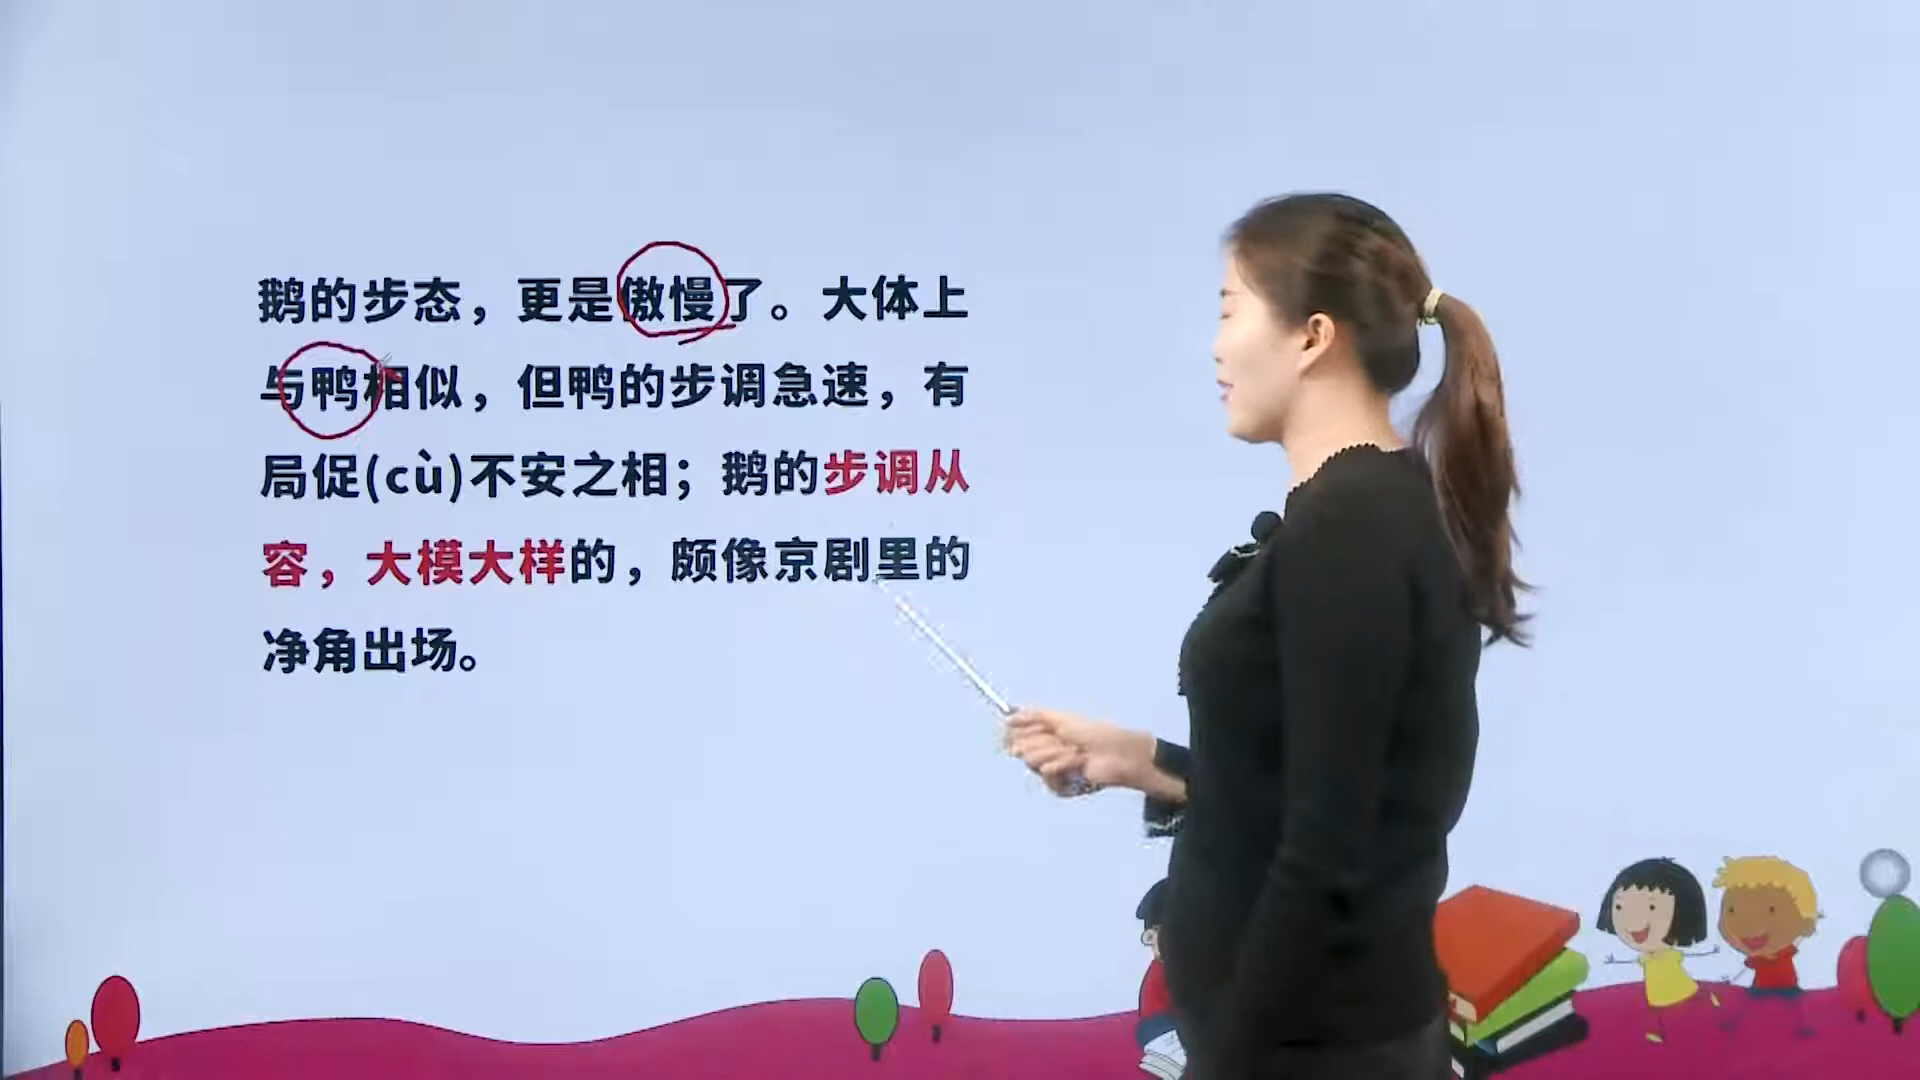 鹅的步态，更是傲慢了。大体上
与鸭相似，但鸭的步调急速，有
局促(cù)不安之相；鹅的步调从
容，大模大样的，颇像京剧里的
净角出场。